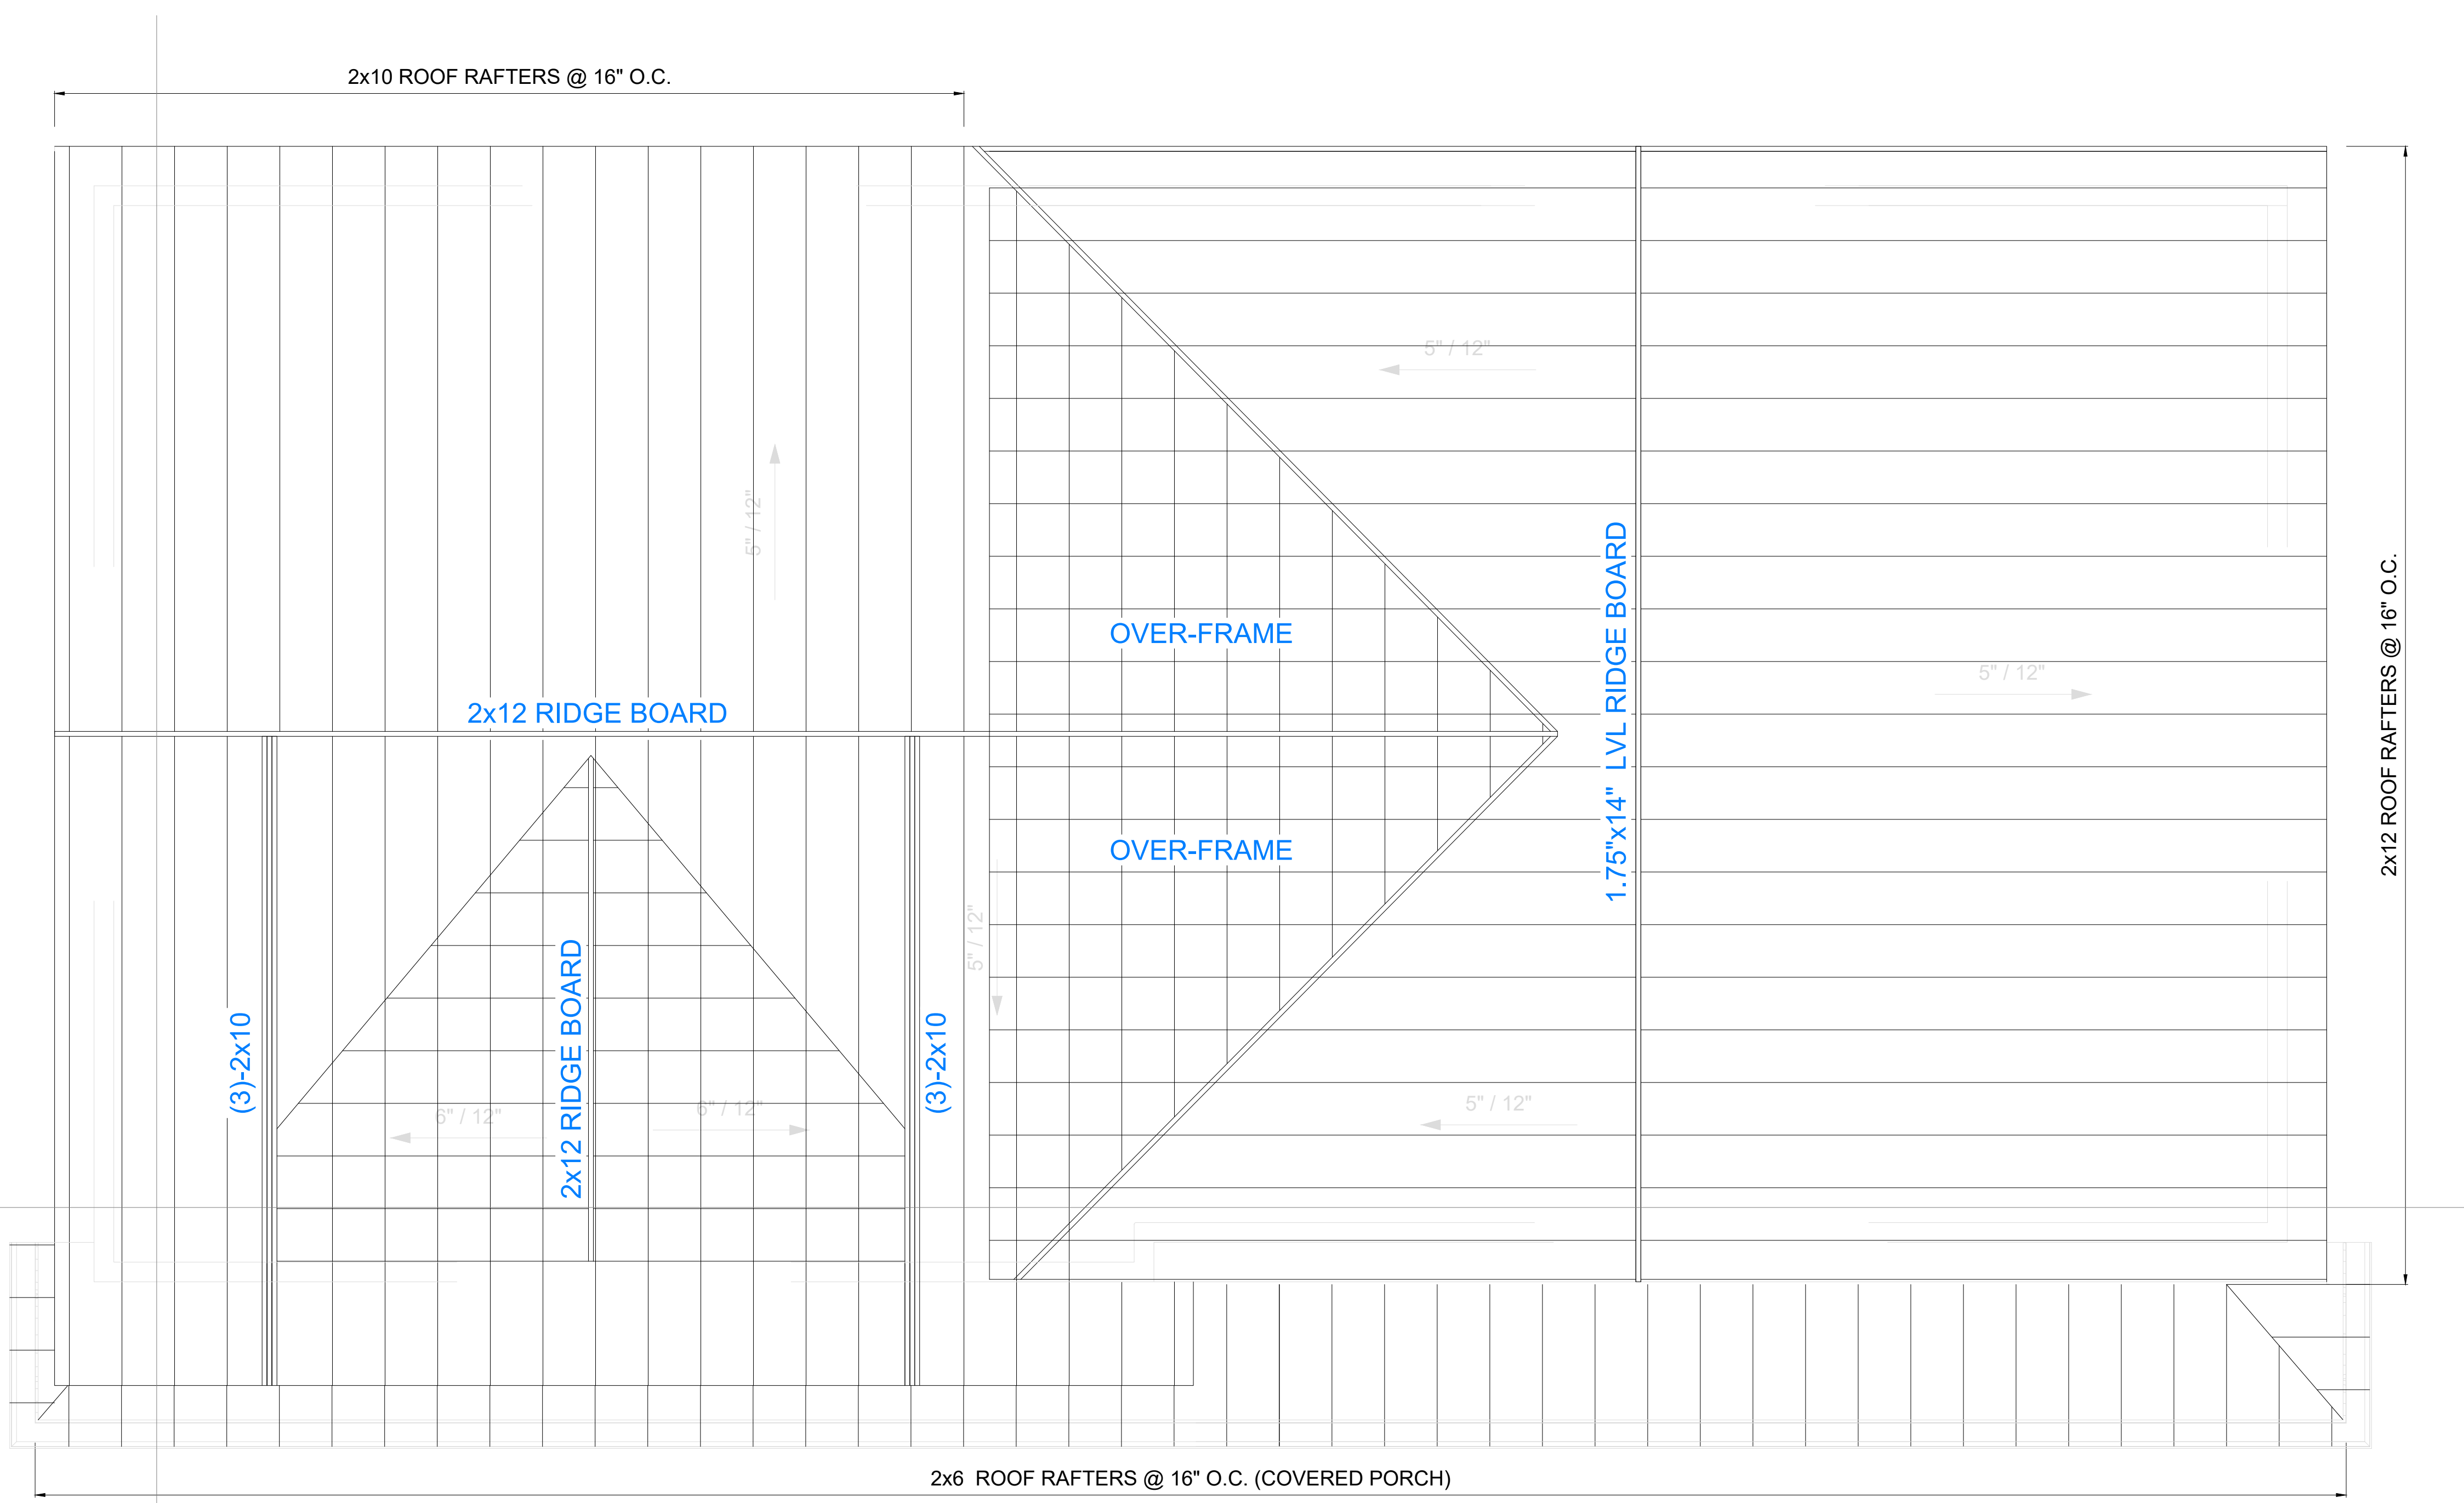 2x10 ROOF RAFTERS @ 16" O.C.
5" / 12"
5" / 12"
OVER-FRAME
1.75"x14"  LVL RIDGE BOARD
5" / 12"
2x12 ROOF RAFTERS @ 16" O.C.
2x12 RIDGE BOARD
OVER-FRAME
5" / 12"
2x12 RIDGE BOARD
(3)-2x10
(3)-2x10
6" / 12"
6" / 12"
5" / 12"
2x6  ROOF RAFTERS @ 16" O.C. (COVERED PORCH)